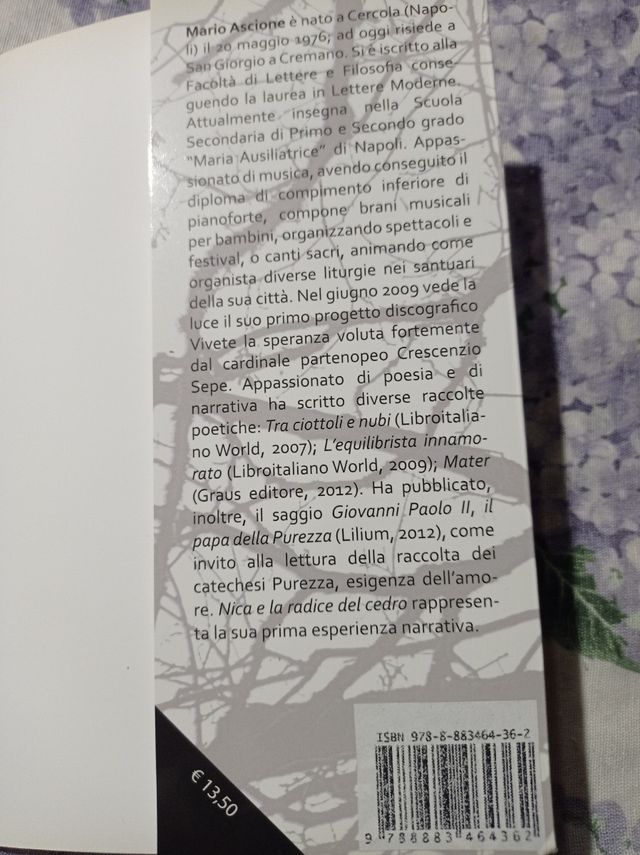 Mario Ascione è nato a Cercola (Napo-
li) il 20 maggio 1976; ad oggi risiede a
San Giorgio a Cremano. Si è iscritto alla
Facoltà di Lettere e Filosofia conse-
guendo la laurea in Lettere Moderne.
Attualmente insegna nella Scuola
Secondaria di Primo e Secondo grado
“Maria Ausiliatrice” di Napoli. Appas-
sionato di musica, avendo conseguito il
diploma di compimento inferiore di
pianoforte, compone brani musicali
per bambini, organizzando spettacoli e
festival, o canti sacri, animando come
organista diverse liturgie nei santuari
della sua città. Nel giugno 2009 vede la
luce il suo primo progetto discografico
Vivete la speranza voluta fortemente
dal cardinale partenopeo Crescenzio
Sepe. Appassionato di poesia e di
narrativa ha scritto diverse raccolte
poetiche: Tra ciottoli e nubi (Libroitalia-
no World, 2007); L’equilibrista innamo-
rato (Libroitaliano World, 2009); Mater
(Graus editore, 2012). Ha pubblicato,
inoltre, il saggio Giovanni Paolo II, il
papa della Purezza (Lilium, 2012), come
invito alla lettura della raccolta dei
catechesi Purezza, esigenza dell’amo-
re. Nica e la radice del cedro rappresen-
ta la sua prima esperienza narrativa.
€ 13,50
ISBN 978-8-883464-36-2
9 788883 464362